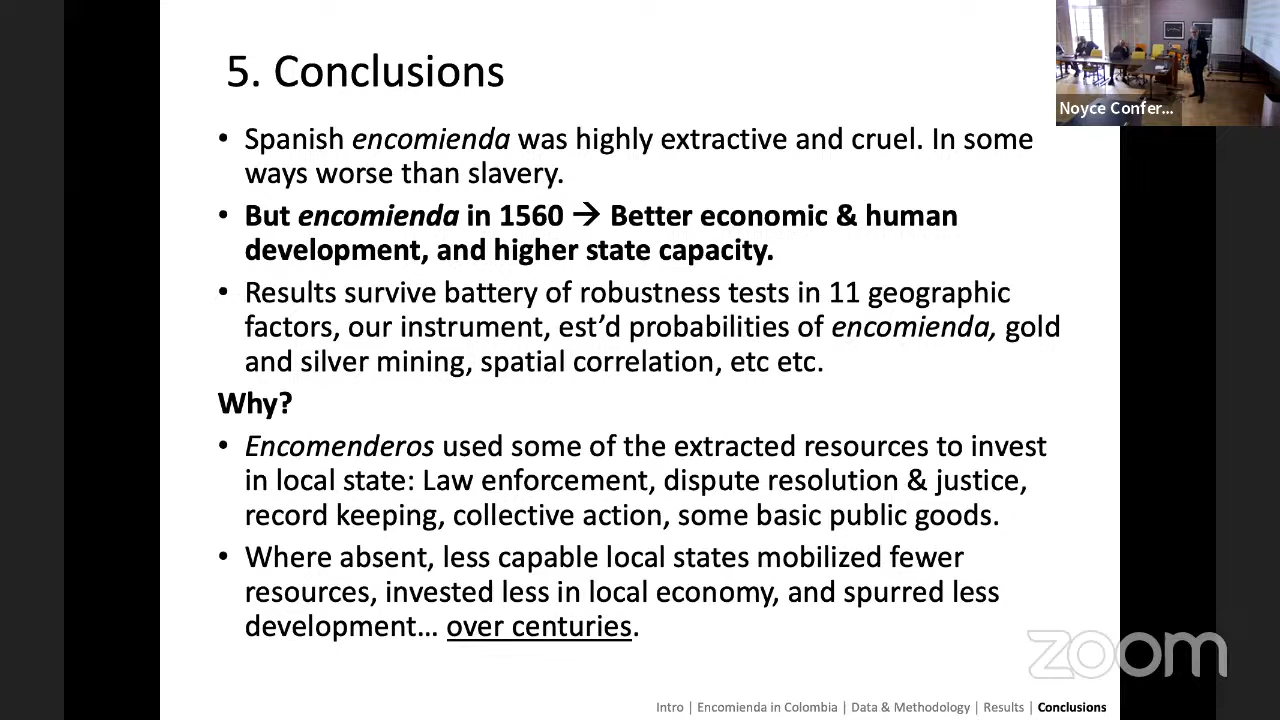 5. Conclusions
Noyce Confer...
• Spanish encomienda was highly extractive and cruel. In some
ways worse than slavery.
• But encomienda in 1560 → Better economic & human
development, and higher state capacity.
• Results survive battery of robustness tests in 11 geographic
factors, our instrument, est’d probabilities of encomienda, gold
and silver mining, spatial correlation, etc etc.
Why?
• Encomenderos used some of the extracted resources to invest
in local state: Law enforcement, dispute resolution & justice,
record keeping, collective action, some basic public goods.
• Where absent, less capable local states mobilized fewer
resources, invested less in local economy, and spurred less
development… over centuries.
zoom
Intro | Encomienda in Colombia | Data & Methodology | Results | Conclusions